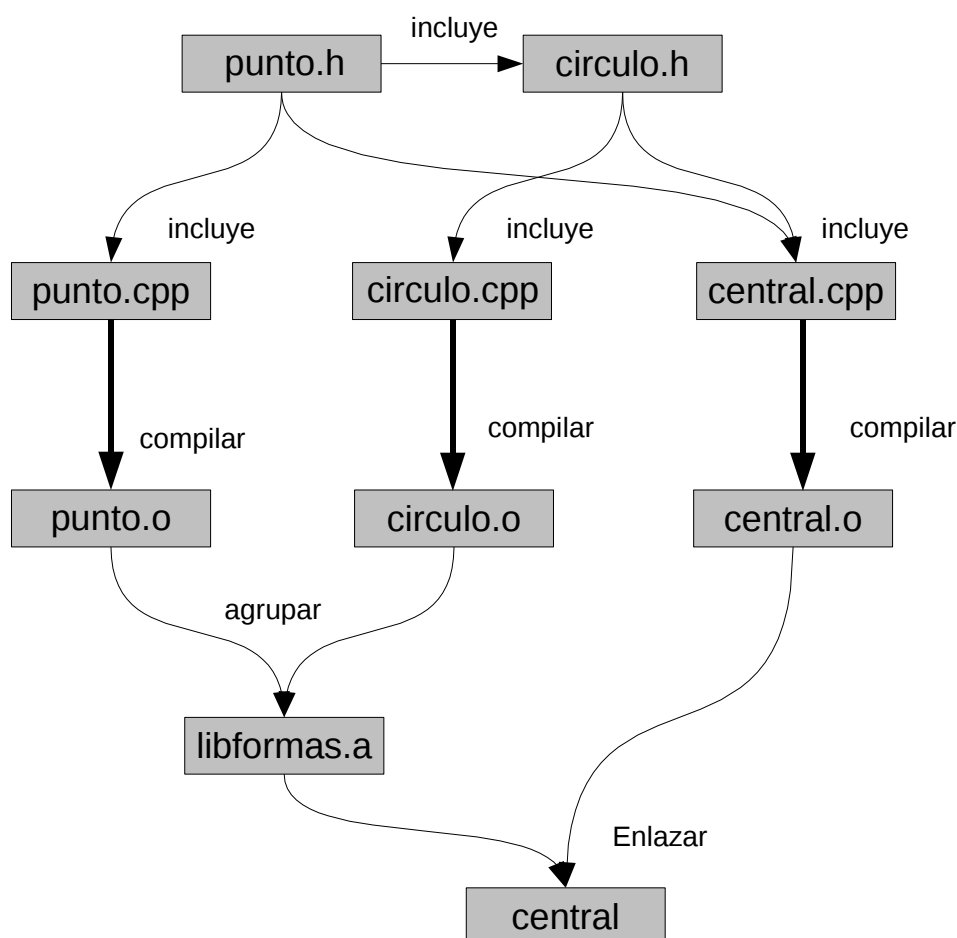 incluye
punto.h
circulo.h
incluye
incluye
incluye
punto.cpp
circulo.cpp
central.cpp
compilar
compilar
compilar
punto.o
circulo.o
central.o
agrupar
libformas.a
Enlazar
central